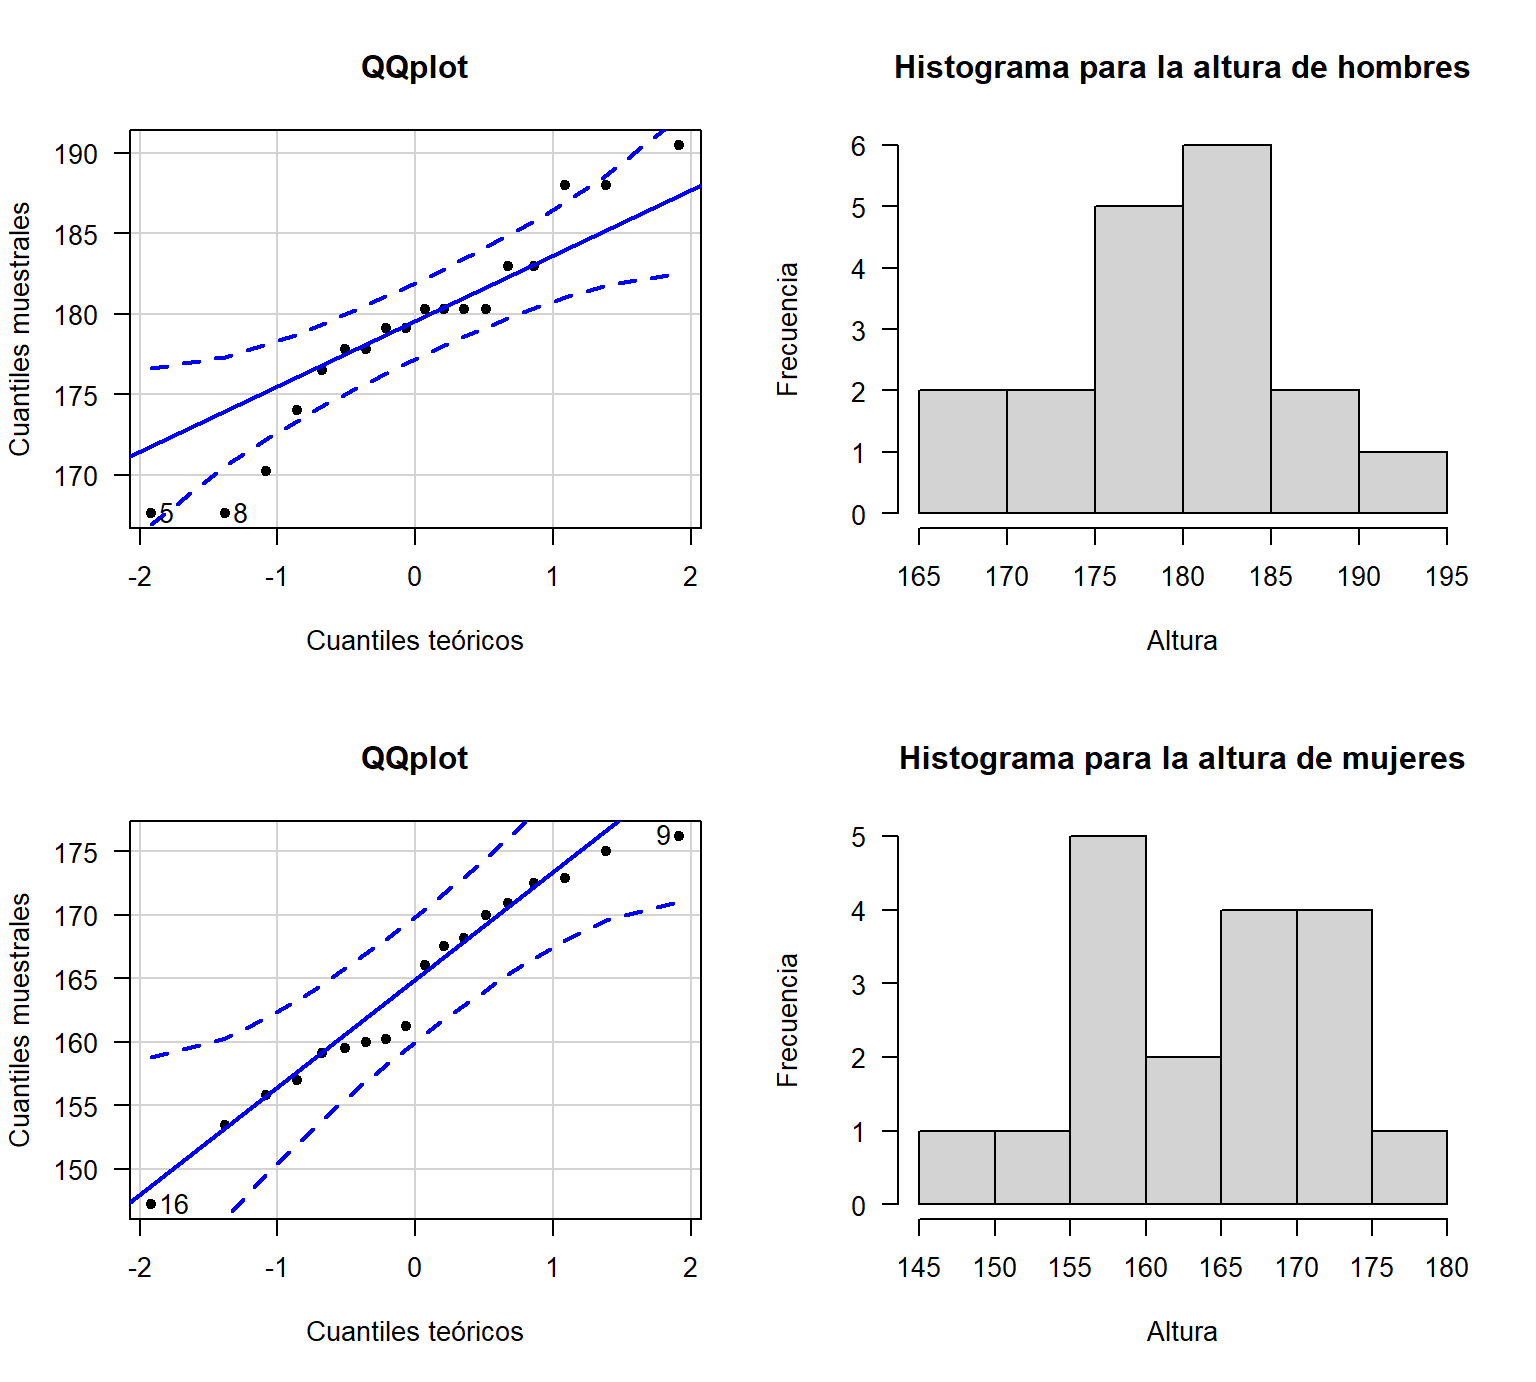 QQplot
Cuantiles muestrales
190
185
180
175
170
5
8
-2 -1 0 1 2
Cuantiles teóricos
Histograma para la altura de hombres
Frecuencia
6
5
4
3
2
1
0
165 170 175 180 185 190 195
Altura
QQplot
Cuantiles muestrales
175
170
165
160
155
150
9
16
-2 -1 0 1 2
Cuantiles teóricos
Histograma para la altura de mujeres
Frecuencia
5
4
3
2
1
0
145 150 155 160 165 170 175 180
Altura